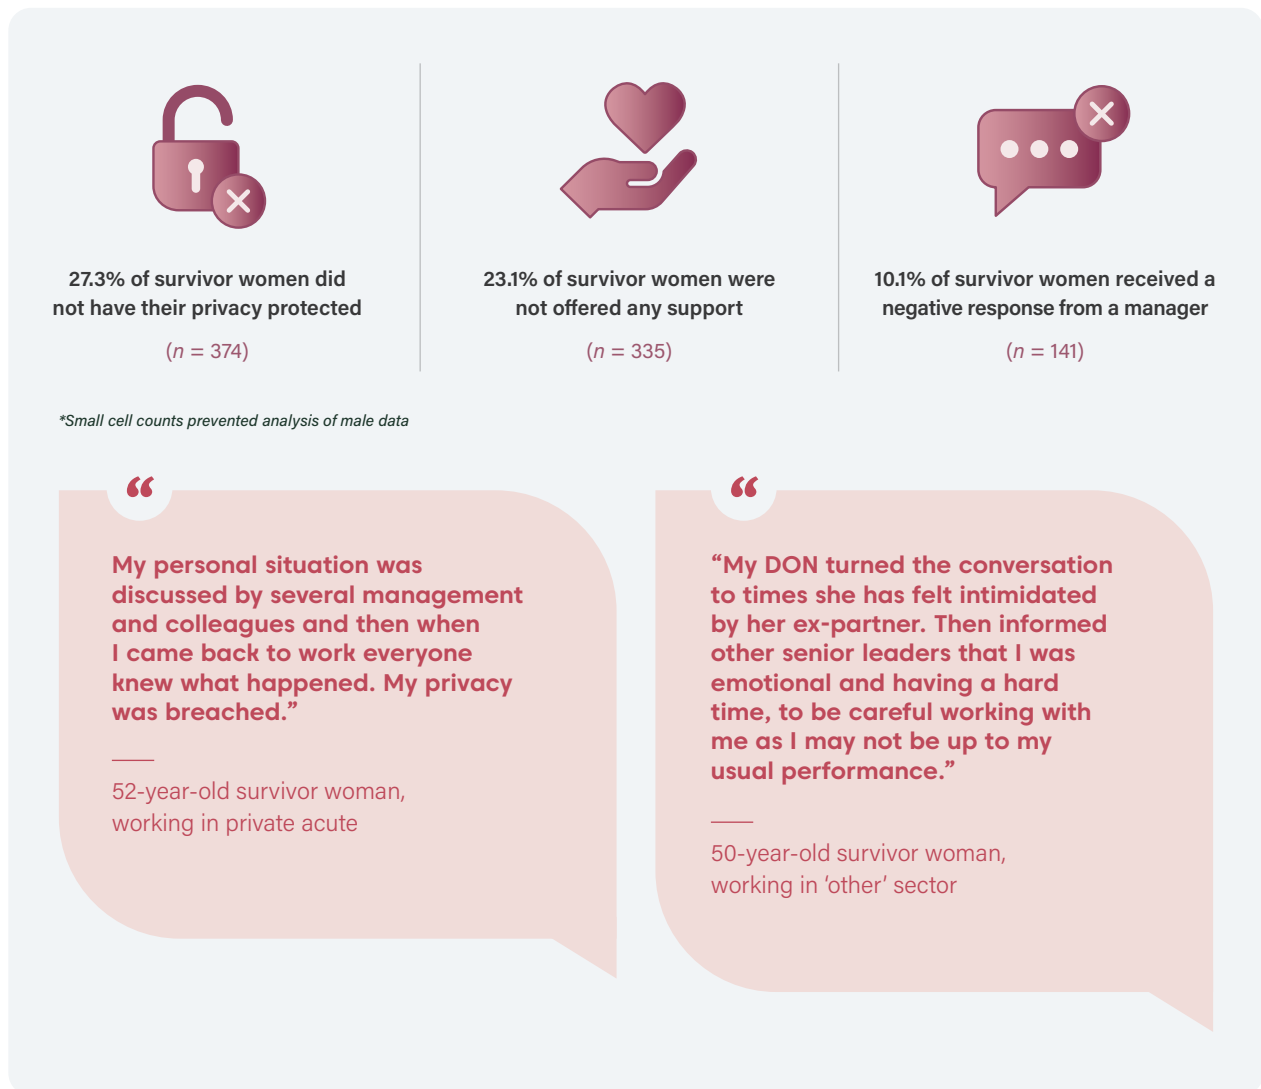 27.3% of survivor women did
not have their privacy protected
(n = 374)
23.1% of survivor women were
not offered any support
(n = 335)
10.1% of survivor women received a
negative response from a manager
(n = 141)
*Small cell counts prevented analysis of male data
“
My personal situation was
discussed by several management
and colleagues and then when
I came back to work everyone
knew what happened. My privacy
was breached.”
52-year-old survivor woman,
working in private acute
“
“My DON turned the conversation
to times she has felt intimidated
by her ex-partner. Then informed
other senior leaders that I was
emotional and having a hard
time, to be careful working with
me as I may not be up to my
usual performance.”
50-year-old survivor woman,
working in ‘other’ sector